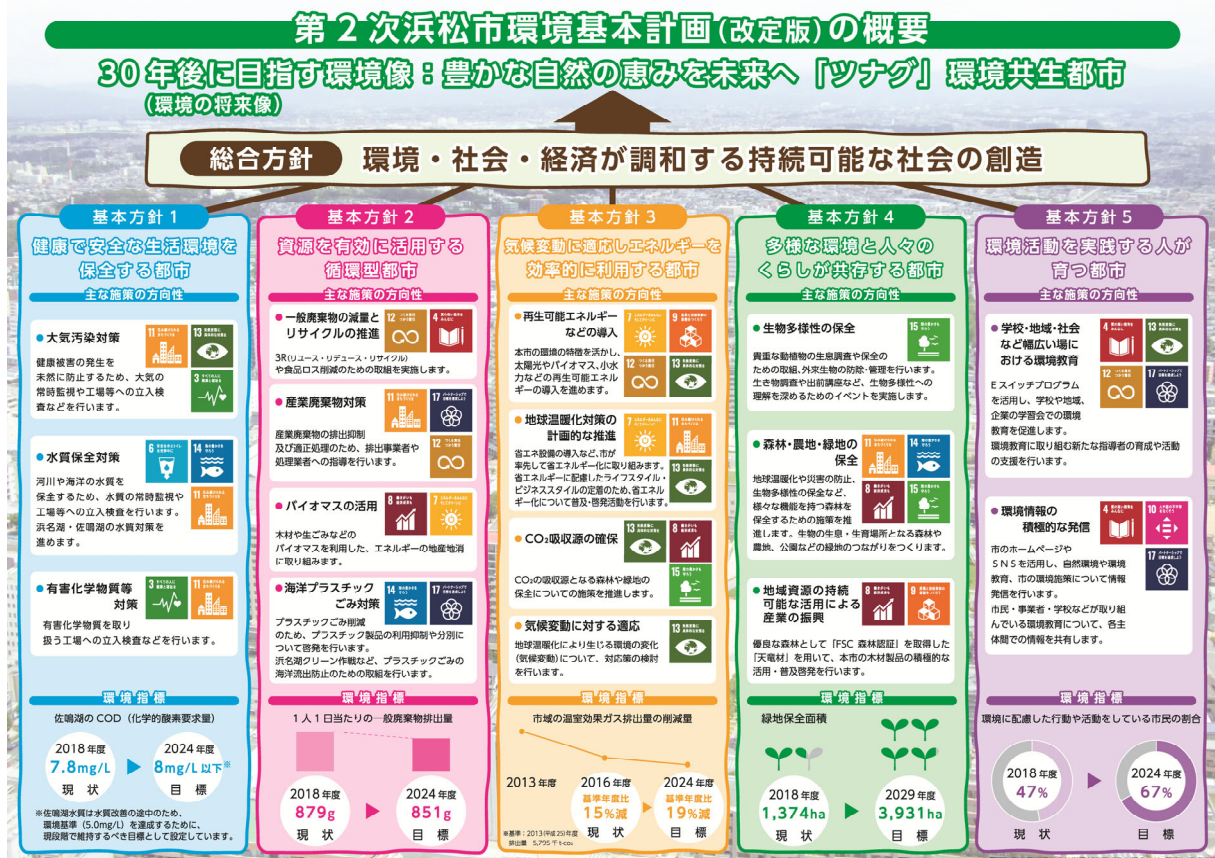 第2次浜松市環境基本計画(改定版)の概要
30年後に目指す環境像：豊かな自然の恵みを未来へ「ツナグ」環境共生都市
(環境の将来像)
総合方針 環境・社会・経済が調和する持続可能な社会の創造
基本方針1
健康で安全な生活環境を
保全する都市
主な施策の方向性
●大気汚染対策
11
13
3
健康被害の発生を
未然に防止するため、大気の
常時監視や工場等への立入検
査などを行います。
●水質保全対策
6
14
11
河川や海洋の水質を
保全するため、水質の常時監視や
工場等への立入検査を行います。
浜名湖・佐鳴湖の水質対策を
進めます。
●有害化学物質等
対策
3
11
有害化学物質を取り
扱う工場への立入検査などを行います。
環境指標
佐鳴湖のCOD（化学的酸素要求量）
2018年度
7.8mg/L
現状
2024年度
8mg/L以下※
目標
※佐鳴湖水質は水質改善の途中のため、
環境基準（5.0mg/L）を達成するために、
現段階で維持するべき目標として設定しています。
基本方針2
資源を有効に活用する
循環型都市
主な施策の方向性
●一般廃棄物の減量と
リサイクルの推進
12
4
3R(リユース・リデュース・リサイクル)
や食品ロス削減のための取組を実施します。
●産業廃棄物対策
11
17
12
産業廃棄物の排出抑制
及び適正処理のため、排出事業者や
処理業者への指導を行います。
●バイオマスの活用
8
7
木材や生ごみなどの
バイオマスを利用した、エネルギーの地産地消
に取り組みます。
●海洋プラスチック
ごみ対策
14
17
プラスチックごみ削減
のため、プラスチック製品の利用抑制や分別に
ついて啓発を行います。
浜名湖クリーン作戦など、プラスチックごみの
海洋流出防止のための取組を行います。
環境指標
1人1日当たりの一般廃棄物排出量
2018年度
879g
現状
2024年度
851g
目標
基本方針3
気候変動に適応しエネルギーを
効率的に利用する都市
主な施策の方向性
●再生可能エネルギー
などの導入
7
9
12
13
本市の環境の特徴を活かし、
太陽光やバイオマス、小水
力などの再生可能エネル
ギーの導入を進めます。
●地球温暖化対策の
計画的な推進
7
11
13
省エネ設備の導入など、市が
率先して省エネルギー化に取り組みます。
省エネルギーに配慮したライフスタイル・
ビジネススタイルの定着のため、省エネル
ギー化について普及・啓発活動を行います。
●CO₂吸収源の確保
13
8
15
CO₂の吸収源となる森林や緑地の
保全についての施策を推進します。
●気候変動に対する適応
13
地球温暖化により生じる環境の変化
(気候変動)について、対応策の検討
を行います。
環境指標
市域の温室効果ガス排出量の削減量
2013年度
2016年度
基準年度比
15%減
現状
2024年度
基準年度比
19%減
目標
※基準：2013(平成25)年度
排出量 5,795千t-CO₂
基本方針4
多様な環境と人々の
くらしが共存する都市
主な施策の方向性
●生物多様性の保全
15
貴重な動植物の生息調査や保全の
ための取組、外来生物の防除・管理を行います。
生き物調査や出前講座など、生物多様性への
理解を深めるためのイベントを実施します。
●森林・農地・緑地の
保全
11
14
8
15
地球温暖化や災害の防止、
生物多様性の保全など、
様々な機能を持つ森林を
保全するための施策を推
進します。生物の生息・生育場所となる森林や
農地、公園などの緑地のつながりをつくります。
●地域資源の持続
可能な活用による
産業の振興
8
9
優良な森林として「FSC 森林認証」を取得した
「天竜材」を用いて、本市の木材製品の積極的な
活用・普及啓発を行います。
環境指標
緑地保全面積
2018年度
1,374ha
現状
2029年度
3,931ha
目標
基本方針5
環境活動を実践する人が
育つ都市
主な施策の方向性
●学校・地域・社会
など幅広い場に
おける環境教育
4
13
12
17
Eスイッチプログラム
を活用し、学校や地域、
企業の学習会での環境
教育を促進します。
環境教育に取り組む新たな指導者の育成や活動
の支援を行います。
●環境情報の
積極的な発信
4
10
17
市のホームページや
SNSを活用し、自然環境や環境
教育、市の環境施策について情報
発信を行います。
市民・事業者・学校などが取り組
んでいる環境教育について、各主
体間での情報を共有します。
環境指標
環境に配慮した行動や活動をしている市民の割合
2018年度
47%
現状
2024年度
67%
目標